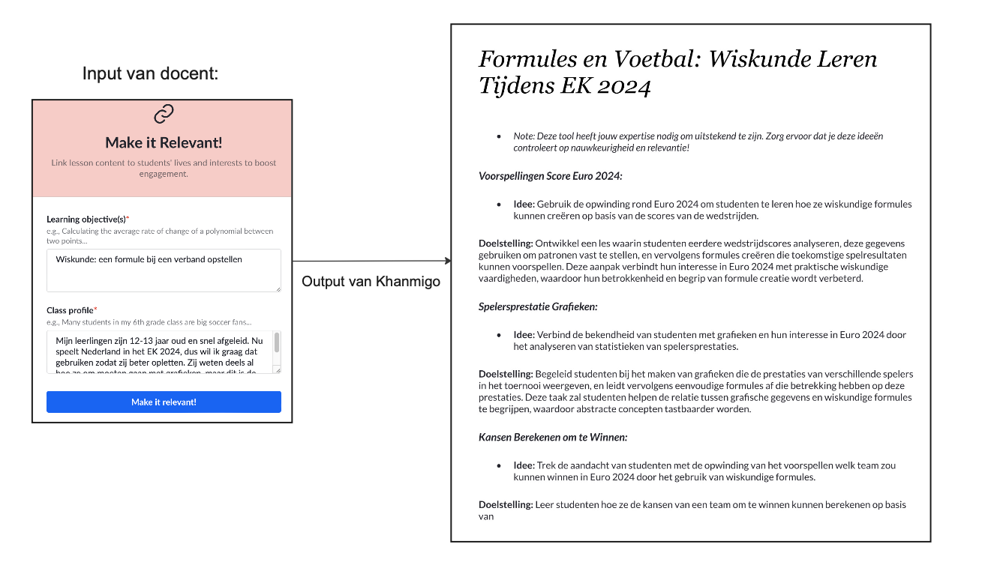 Input van docent:
Make it Relevant!
Link lesson content to students' lives and interests to boost
engagement.
Learning objective(s)*
e.g., Calculating the average rate of change of a polynomial between
two points...
Wiskunde: een formule bij een verband opstellen
Class profile*
e.g., Many students in my 6th grade class are big soccer fans...
Mijn leerlingen zijn 12-13 jaar oud en snel afgeleid. Nu
speelt Nederland in het EK 2024, dus wil ik graag dat
gebruiken zodat zij beter opletten. Zij weten deels al
hoe ze om moeten gaan met grafieken, maar dit is de
Make it relevant!
Output van Khanmigo
Formules en Voetbal: Wiskunde Leren
Tijdens EK 2024
• Note: Deze tool heeft jouw expertise nodig om uitstekend te zijn. Zorg ervoor dat je deze ideeën
controleert op nauwkeurigheid en relevantie!
Voorspellingen Score Euro 2024:
• Idee: Gebruik de opwinding rond Euro 2024 om studenten te leren hoe ze wiskundige formules
kunnen creëren op basis van de scores van de wedstrijden.
Doelstelling: Ontwikkel een les waarin studenten eerdere wedstrijdscores analyseren, deze gegevens
gebruiken om patronen vast te stellen, en vervolgens formules creëren die toekomstige spelresultaten
kunnen voorspellen. Deze aanpak verbindt hun interesse in Euro 2024 met praktische wiskundige
vaardigheden, waardoor hun betrokkenheid en begrip van formule creatie wordt verbeterd.
Spelersprestatie Grafieken:
• Idee: Verbind de bekendheid van studenten met grafieken en hun interesse in Euro 2024 door
het analyseren van statistieken van spelersprestaties.
Doelstelling: Begeleid studenten bij het maken van grafieken die de prestaties van verschillende spelers
in het toernooi weergeven, en leidt vervolgens eenvoudige formules af die betrekking hebben op deze
prestaties. Deze taak zal studenten helpen de relatie tussen grafische gegevens en wiskundige formules
te begrijpen, waardoor abstracte concepten tastbaarder worden.
Kansen Berekenen om te Winnen:
• Idee: Trek de aandacht van studenten met de opwinding van het voorspellen welk team zou
kunnen winnen in Euro 2024 door het gebruik van wiskundige formules.
Doelstelling: Leer studenten hoe ze de kansen van een team om te winnen kunnen berekenen op basis
van